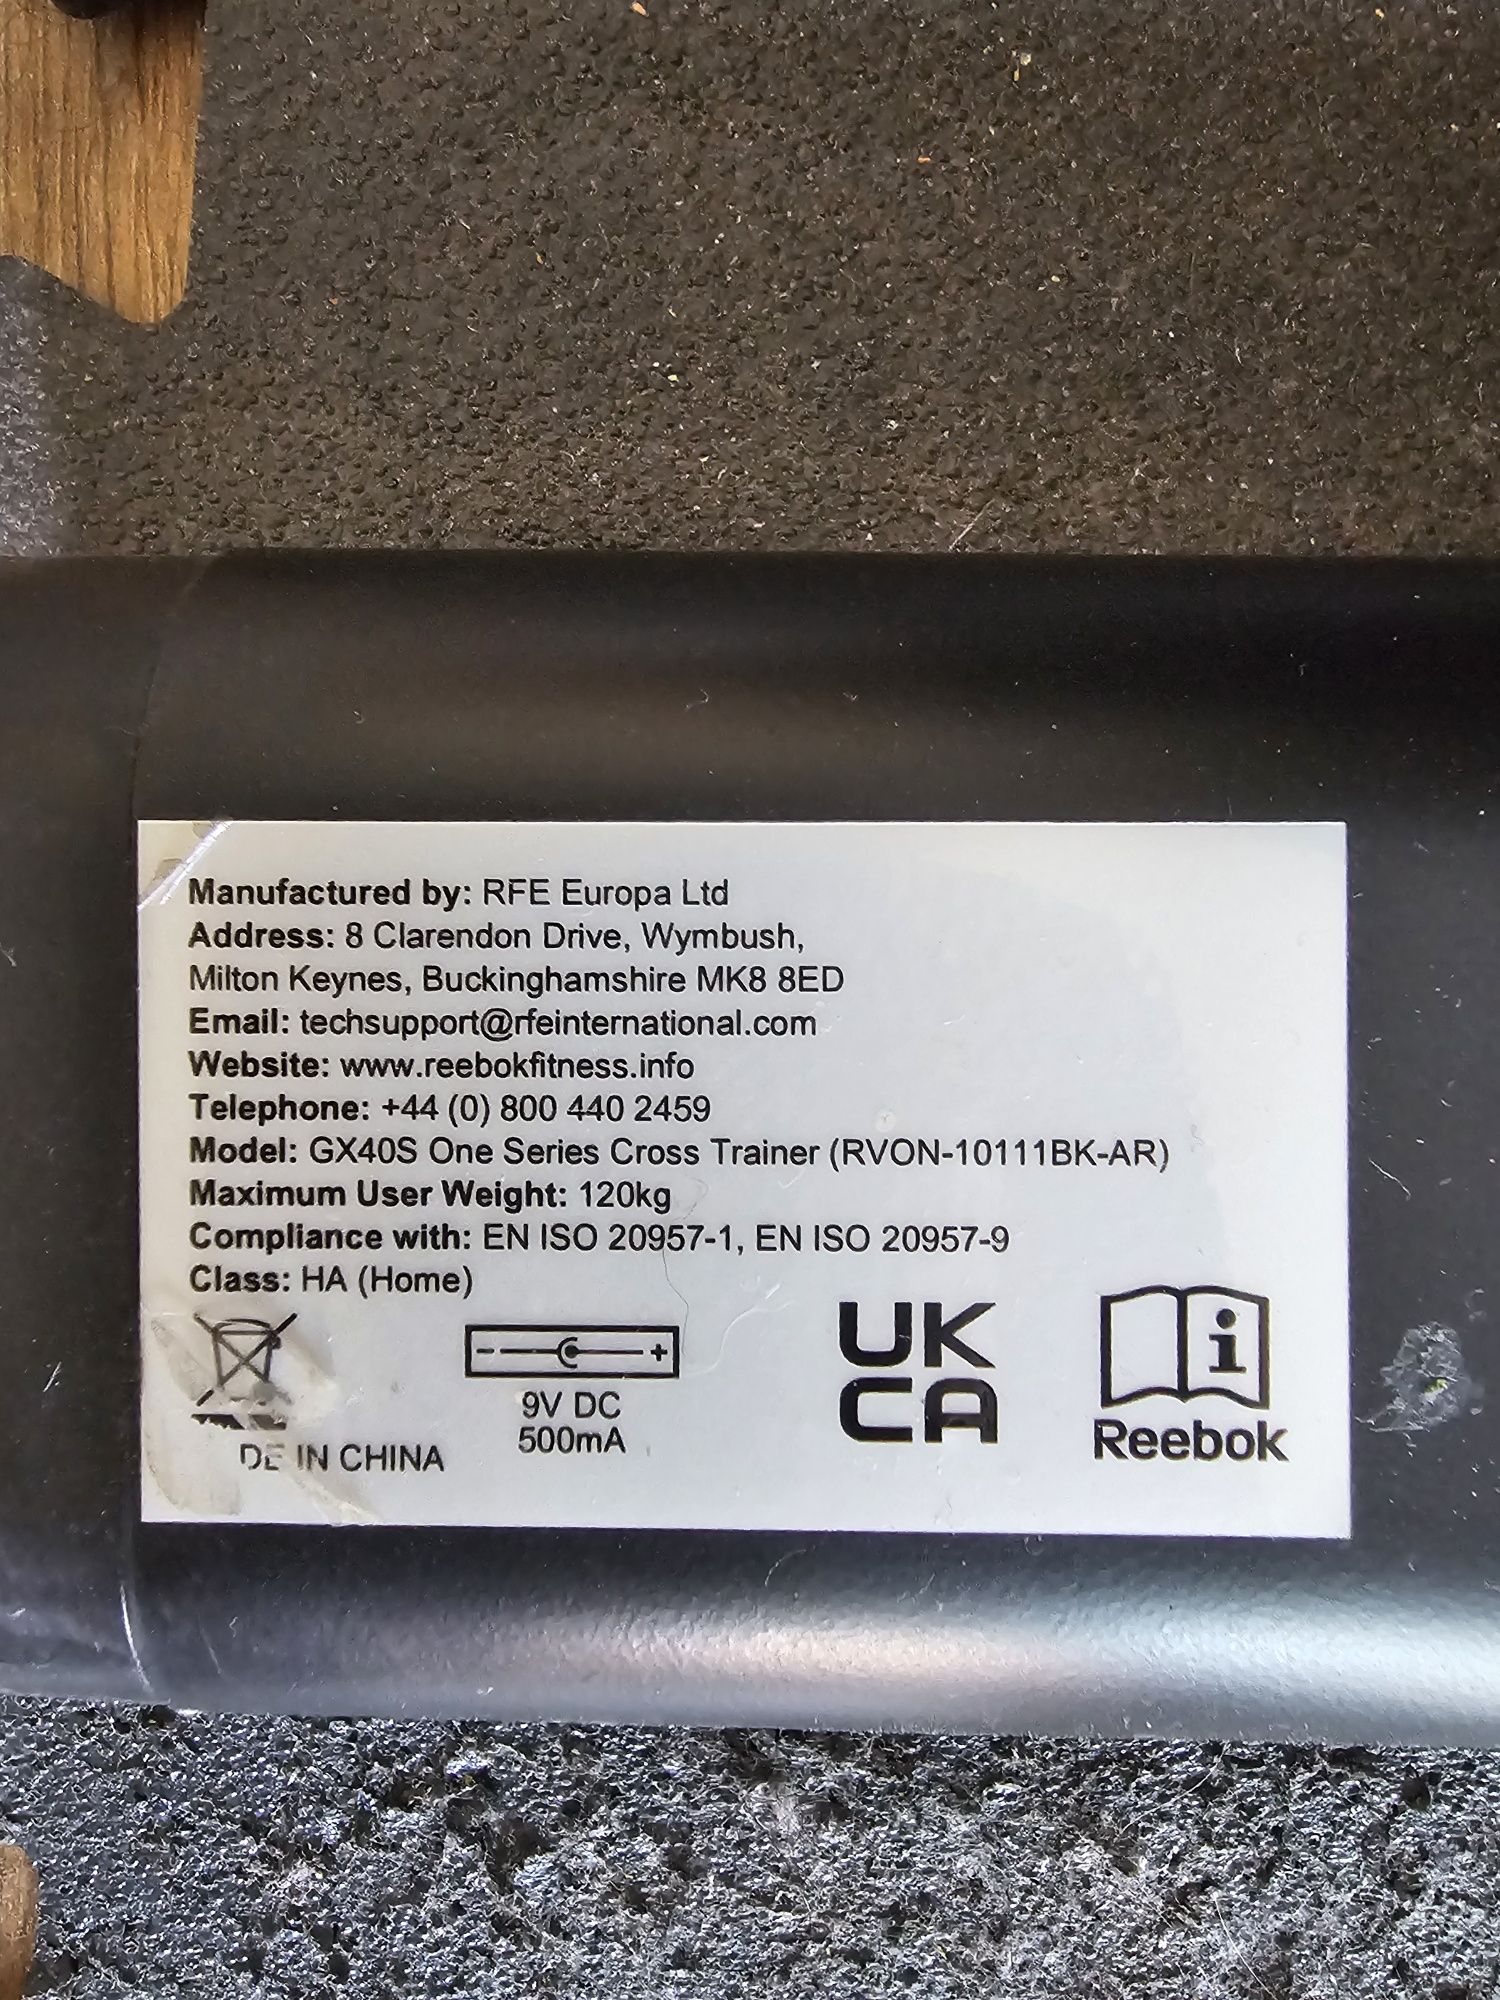 Manufactured by: RFE Europa Ltd
Address: 8 Clarendon Drive, Wymbush,
Milton Keynes, Buckinghamshire MK8 8ED
Email: techsupport@rfeinternational.com
Website: www.reebokfitness.info
Telephone: +44 (0) 800 440 2459
Model: GX40S One Series Cross Trainer (RVON-10111BK-AR)
Maximum User Weight: 120kg
Compliance with: EN ISO 20957-1, EN ISO 20957-9
Class: HA (Home)
- +
9V DC
500mA
DE IN CHINA
UK
CA
i
Reebok